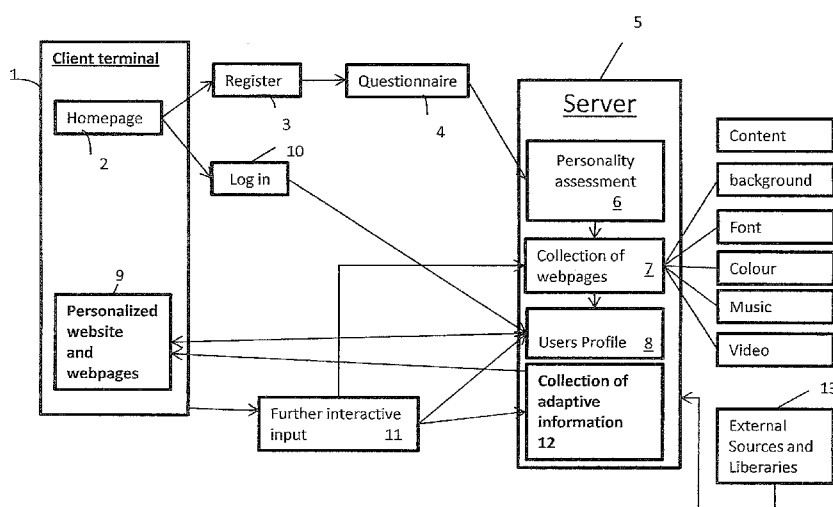 5
Client terminal
1
Register
3
Questionnaire
4
Homepage
2
10
Log in
Server
Personality
assessment
6
Collection of
webpages 7
Users Profile 8
Collection of
adaptive
information
12
Content
background
Font
Colour
Music
Video
9
Personalized
website
and
webpages
Further interactive
input 11
13
External
Sources and
Liberaries